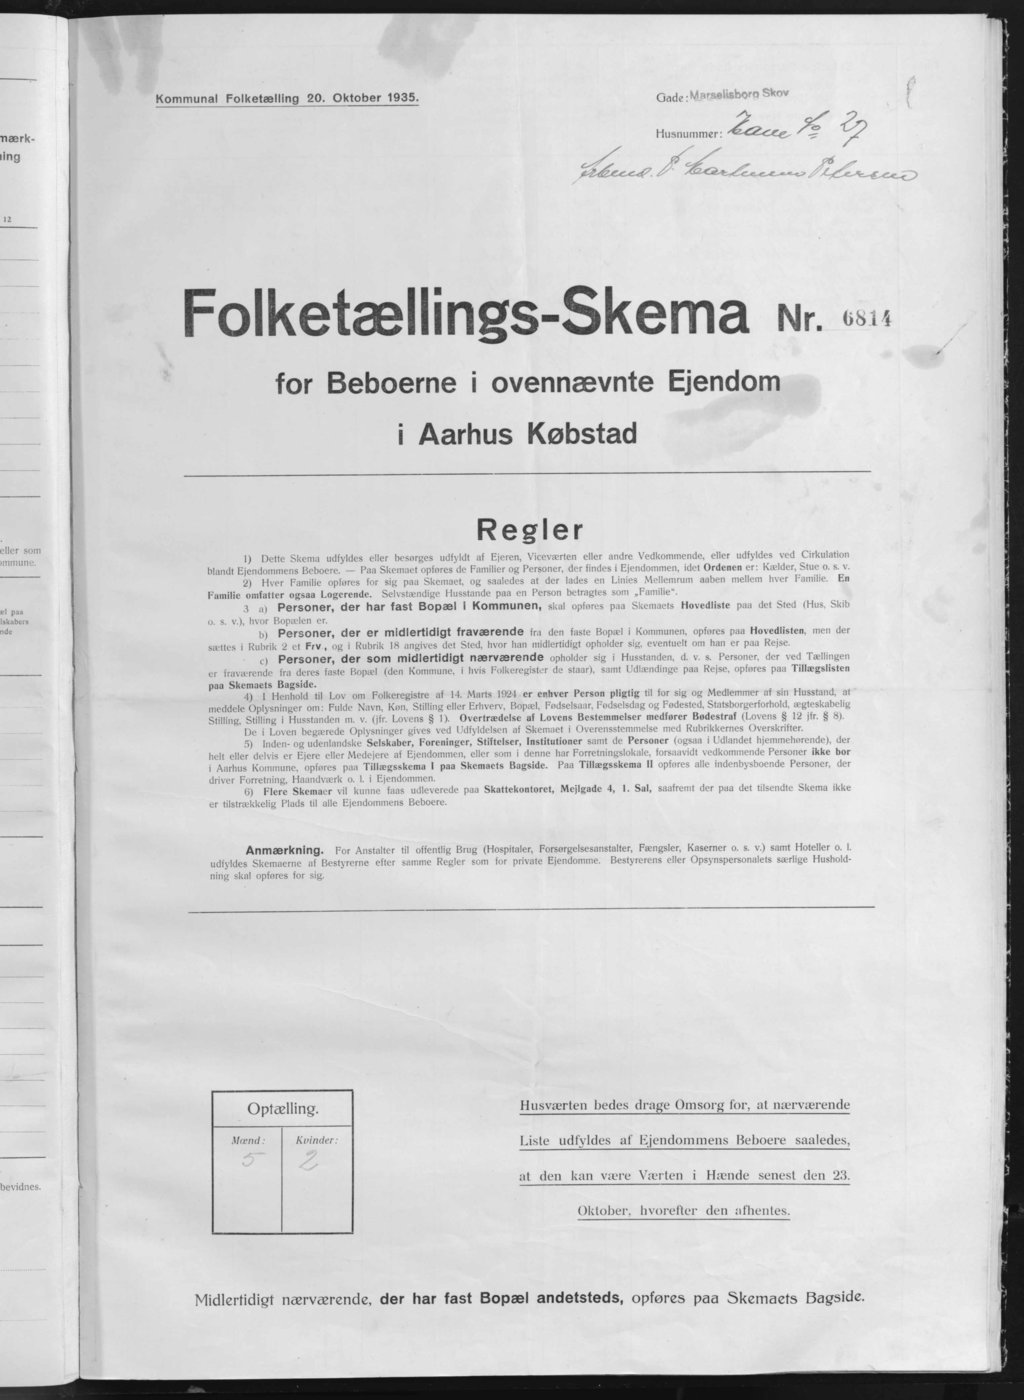 mærk-
ning
12
eller som
ommune.
el paa
lskabers
nde
bevidnes.
Kommunal Folketælling 20. Oktober 1935.
Gade: Marselisborg Skov
Husnummer: Have No 27
Arbmd. P. Petersen
Folketællings-Skema Nr. 6814
for Beboerne i ovennævnte Ejendom
i Aarhus Købstad
Regler
1) Dette Skema udfyldes eller besørges udfyldt af Ejeren, Viceværten eller andre Vedkommende, eller udfyldes ved Cirkulation
blandt Ejendommens Beboere. — Paa Skemaet opføres de Familier og Personer, der findes i Ejendommen, idet Ordenen er: Kælder, Stue o. s. v.
2) Hver Familie opføres for sig paa Skemaet, og saaledes at der lades en Linies Mellemrum aaben mellem hver Familie. En
Familie omfatter ogsaa Logerende. Selvstændige Husstande paa en Person betragtes som „Familie“.
3 a) Personer, der har fast Bopæl i Kommunen, skal opføres paa Skemaets Hovedliste paa det Sted (Hus, Skib
o. s. v.), hvor Bopælen er.
b) Personer, der er midlertidigt fraværende fra den faste Bopæl i Kommunen, opføres paa Hovedlisten, men der
sættes i Rubrik 2 et Frv, og i Rubrik 18 angives det Sted, hvor han midlertidigt opholder sig, eventuelt om han er paa Rejse.
c) Personer, der som midlertidigt nærværende opholder sig i Husstanden, d. v. s. Personer, der ved Tællingen
er fraværende fra deres faste Bopæl (den Kommune, i hvis Folkeregister de staar), samt Udlændinge paa Rejse, opføres paa Tillægslisten
paa Skemaets Bagside.
4) I Henhold til Lov om Folkeregistre af 14. Marts 1924 er enhver Person pligtig til for sig og Medlemmer af sin Husstand, at
meddele Oplysninger om: Fulde Navn, Køn, Stilling eller Erhverv, Bopæl, Fødselsaar, Fødselsdag og Fødested, Statsborgerforhold, ægteskabelig
Stilling, Stilling i Husstanden m. v. (jfr. Lovens § 1). Overtrædelse af Lovens Bestemmelser medfører Bødestraf (Lovens § 12 jfr. § 8).
De i Loven begærede Oplysninger gives ved Udfyldelsen af Skemaet i Overensstemmelse med Rubrikkernes Overskrifter.
5) Inden- og udenlandske Selskaber, Foreninger, Stiftelser, Institutioner samt de Personer (ogsaa i Udlandet hjemmehørende), der
helt eller delvis er Ejere eller Medejere af Ejendommen, eller som i denne har Forretningslokale, forsaavidt vedkommende Personer ikke bor
i Aarhus Kommune, opføres paa Tillægsskema I paa Skemaets Bagside. Paa Tillægsskema II opføres alle indenbysboende Personer, der
driver Forretning, Haandværk o. l. i Ejendommen.
6) Flere Skemaer vil kunne faas udleverede paa Skattekontoret, Mejlgade 4, 1. Sal, saafremt der paa det tilsendte Skema ikke
er tilstrækkelig Plads til alle Ejendommens Beboere.
Anmærkning. For Anstalter til offentlig Brug (Hospitaler, Forsørgelsesanstalter, Fængsler, Kaserner o. s. v.) samt Hoteller o. l.
udfyldes Skemaerne af Bestyrerne efter samme Regler som for private Ejendomme. Bestyrerens eller Opsynspersonalets særlige Hushold-
ning skal opføres for sig.
Optælling.
Mænd: Kvinder:
5 2
Husværten bedes drage Omsorg for, at nærværende
Liste udfyldes af Ejendommens Beboere saaledes,
at den kan være Værten i Hænde senest den 23.
Oktober, hvorefter den afhentes.
Midlertidigt nærværende, der har fast Bopæl andetsteds, opføres paa Skemaets Bagside.